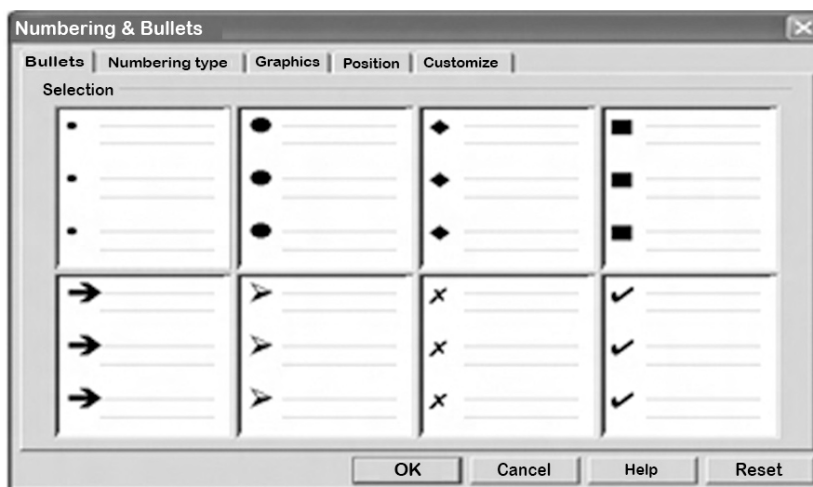 Numbering & Bullets
Bullets Numbering type Graphics Position Customize
Selection
OK Cancel Help Reset